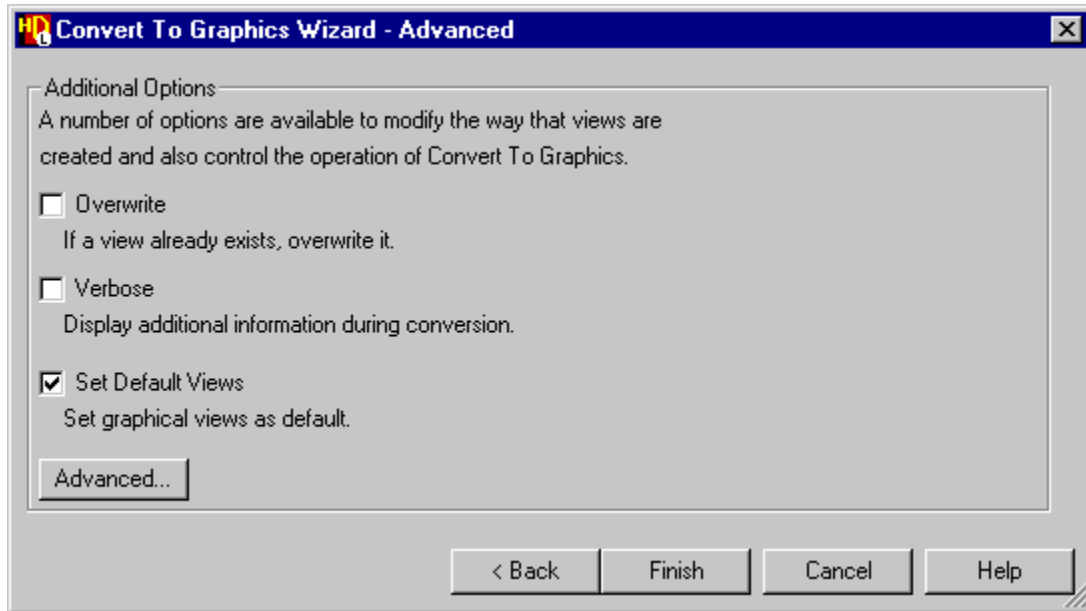 HDL Convert To Graphics Wizard - Advanced
Additional Options
A number of options are available to modify the way that views are
created and also control the operation of Convert To Graphics.
Overwrite
If a view already exists, overwrite it.
Verbose
Display additional information during conversion.
Set Default Views
Set graphical views as default.
Advanced...
< Back Finish Cancel Help